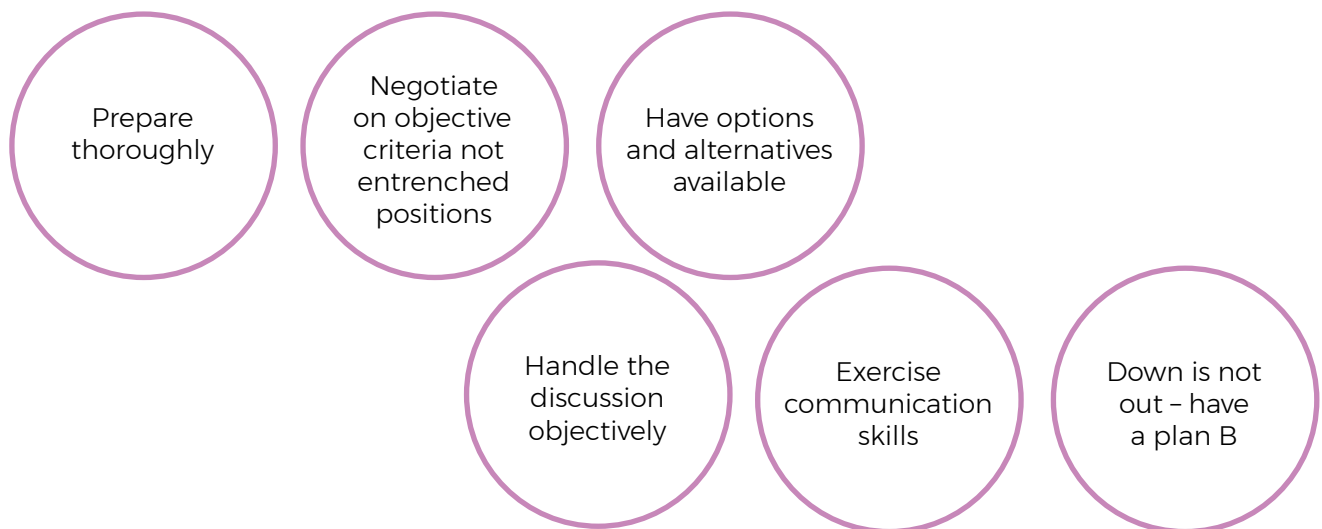 Prepare
thoroughly
Negotiate
on objective
criteria not
entrenched
positions
Have options
and alternatives
available
Handle the
discussion
objectively
Exercise
communication
skills
Down is not
out – have
a plan B